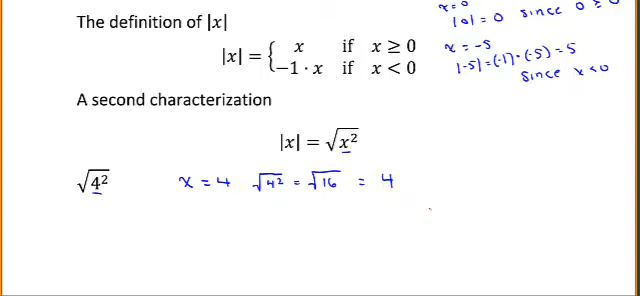 The definition of |x|
|x| = { x if x ≥ 0
−1 · x if x < 0
x = 0
|0| = 0 since 0 ≥ 0
x = -5
|-5| = (-1) · (-5) = 5
since x < 0
A second characterization
|x| = √x²
√4² x = 4 √4² = √16 = 4